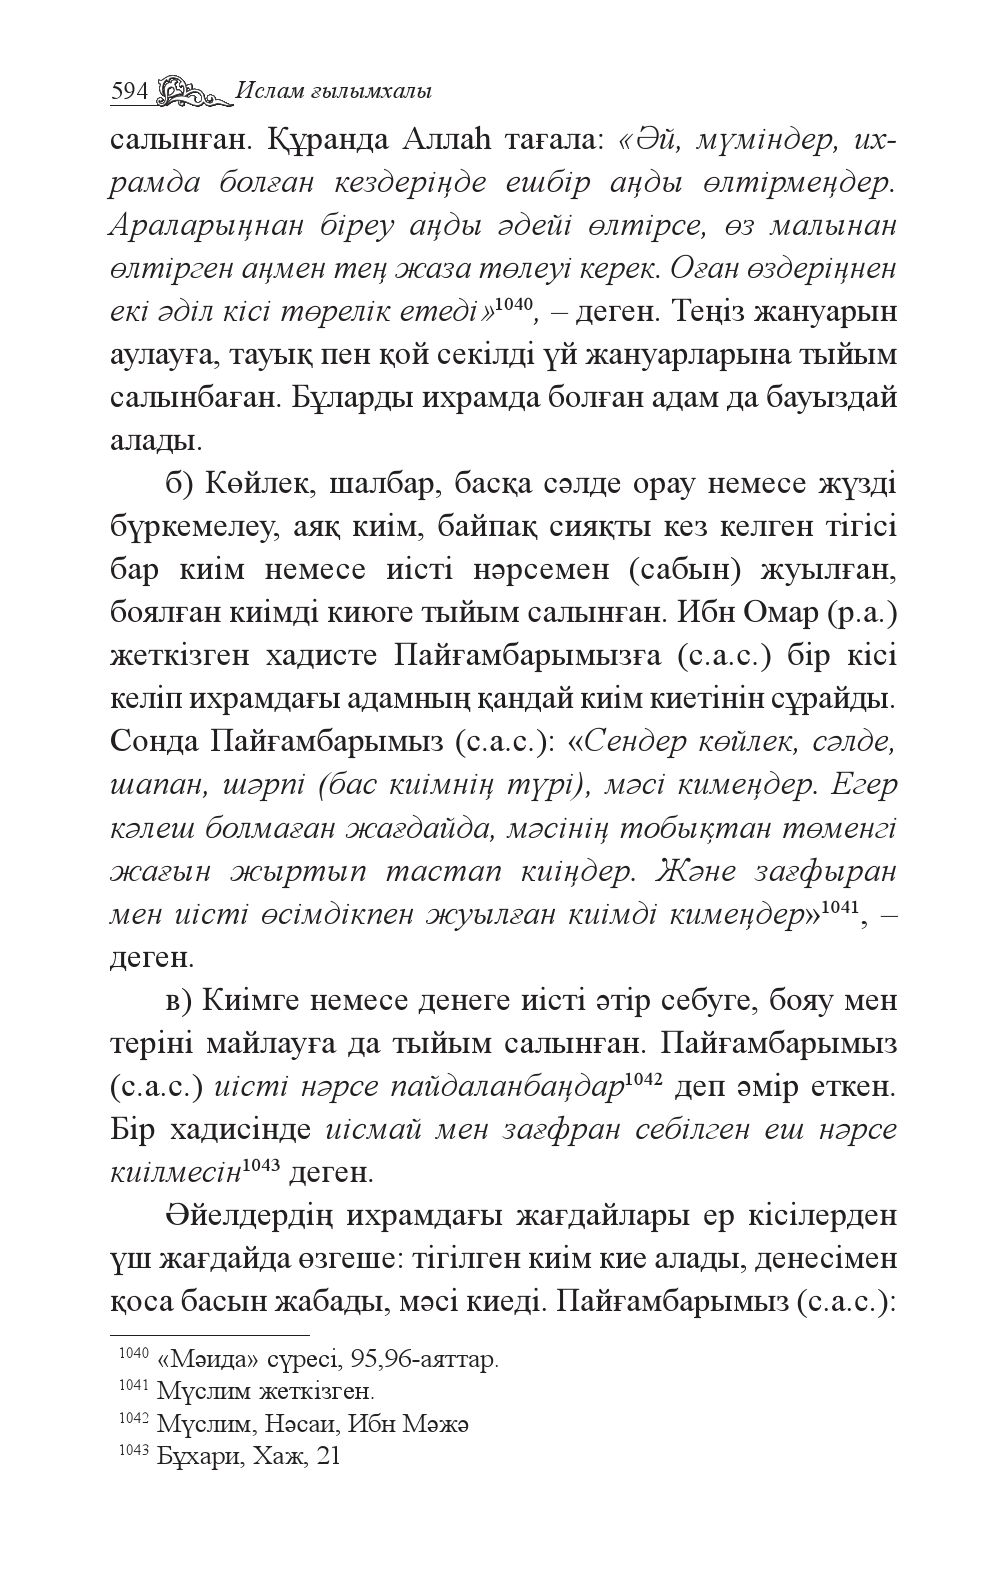 594 Ислам ғылымхалы
салынған. Құранда Аллаһ тағала: «Әй, мүміндер, их-
рамда болған кездеріңде ешбір аңды өлтірмеңдер.
Араларыңнан біреу аңды әдейі өлтірсе, өз малынан
өлтірген аңмен тең жаза төлеуі керек. Оған өздеріңнен
екі әділ кісі төрелік етеді»¹⁰⁴⁰, – деген. Теңіз жануарын
аулауға, тауық пен қой секілді үй жануарларына тыйым
салынбаған. Бұларды ихрамда болған адам да бауыздай
алады.
б) Көйлек, шалбар, басқа сәлде орау немесе жүзді
бүркемелеу, аяқ киім, байпақ сияқты кез келген тігісі
бар киім немесе иісті нәрсемен (сабын) жуылған,
боялған киімді киюге тыйым салынған. Ибн Омар (р.а.)
жеткізген хадисте Пайғамбарымызға (с.а.с.) бір кісі
келіп ихрамдағы адамның қандай киім киетінін сұрайды.
Сонда Пайғамбарымыз (с.а.с.): «Сендер көйлек, сәлде,
шапан, шәрпі (бас киімнің түрі), мәсі кимеңдер. Егер
кәлеш болмаған жағдайда, мәсінің тобықтан төменгі
жағын жыртып тастап киіңдер. Және зағфыран
мен иісті өсімдікпен жуылған киімді кимеңдер»¹⁰⁴¹, –
деген.
в) Киімге немесе денеге иісті әтір себуге, бояу мен
теріні майлауға да тыйым салынған. Пайғамбарымыз
(с.а.с.) иісті нәрсе пайдаланбаңдар¹⁰⁴² деп әмір еткен.
Бір хадисінде иісмай мен зағфран себілген еш нәрсе
киілмесін¹⁰⁴³ деген.
Әйелдердің ихрамдағы жағдайлары ер кісілерден
үш жағдайда өзгеше: тігілген киім кие алады, денесімен
қоса басын жабады, мәсі киеді. Пайғамбарымыз (с.а.с.):
¹⁰⁴⁰ «Мәида» сүресі, 95,96-аяттар.
¹⁰⁴¹ Мүслим жеткізген.
¹⁰⁴² Мүслим, Нәсаи, Ибн Мәжә
¹⁰⁴³ Бұхари, Хаж, 21